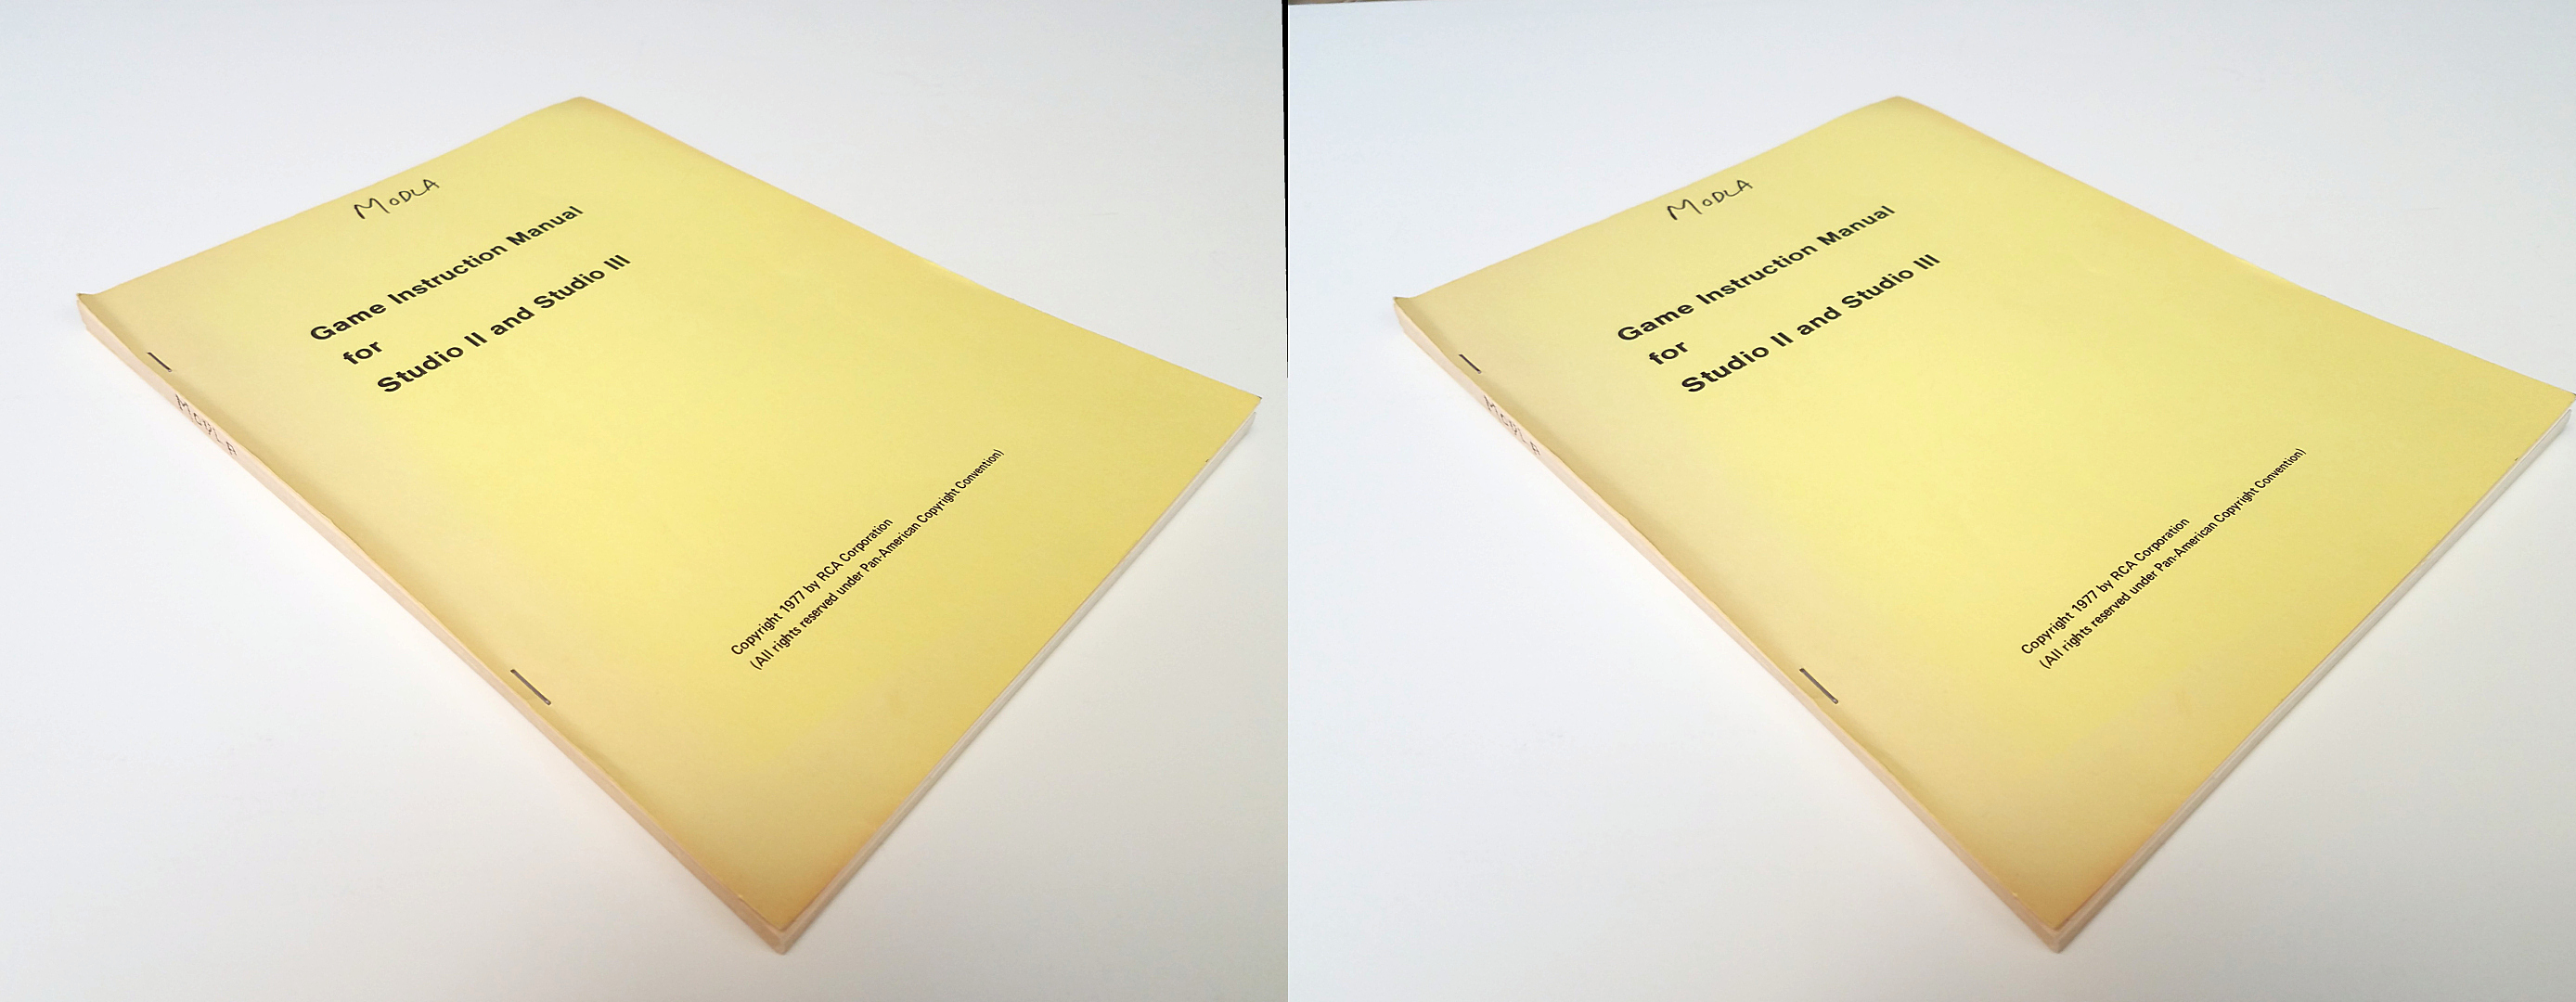 MODLA
Game Instruction Manual
for
Studio II and Studio III
Copyright 1977 by RCA Corporation
(All rights reserved under Pan-American Copyright Convention)
MODLA
MODLA
Game Instruction Manual
for
Studio II and Studio III
Copyright 1977 by RCA Corporation
(All rights reserved under Pan-American Copyright Convention)
MODLA